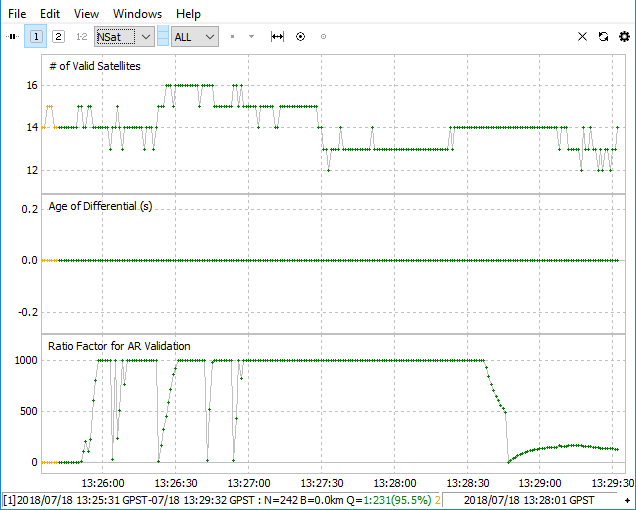 File Edit View Windows Help
1 2 1-2 NSat ALL
# of Valid Satellites
16
14
12
Age of Differential (s)
0.2
0.0
-0.2
Ratio Factor for AR Validation
1000
500
0
13:26:00 13:26:30 13:27:00 13:27:30 13:28:00 13:28:30 13:29:00 13:29:30
[1]2018/07/18 13:25:31 GPST-07/18 13:29:32 GPST : N=242 B=0.0km Q=1:231(95.5%) 2 2018/07/18 13:28:01 GPST